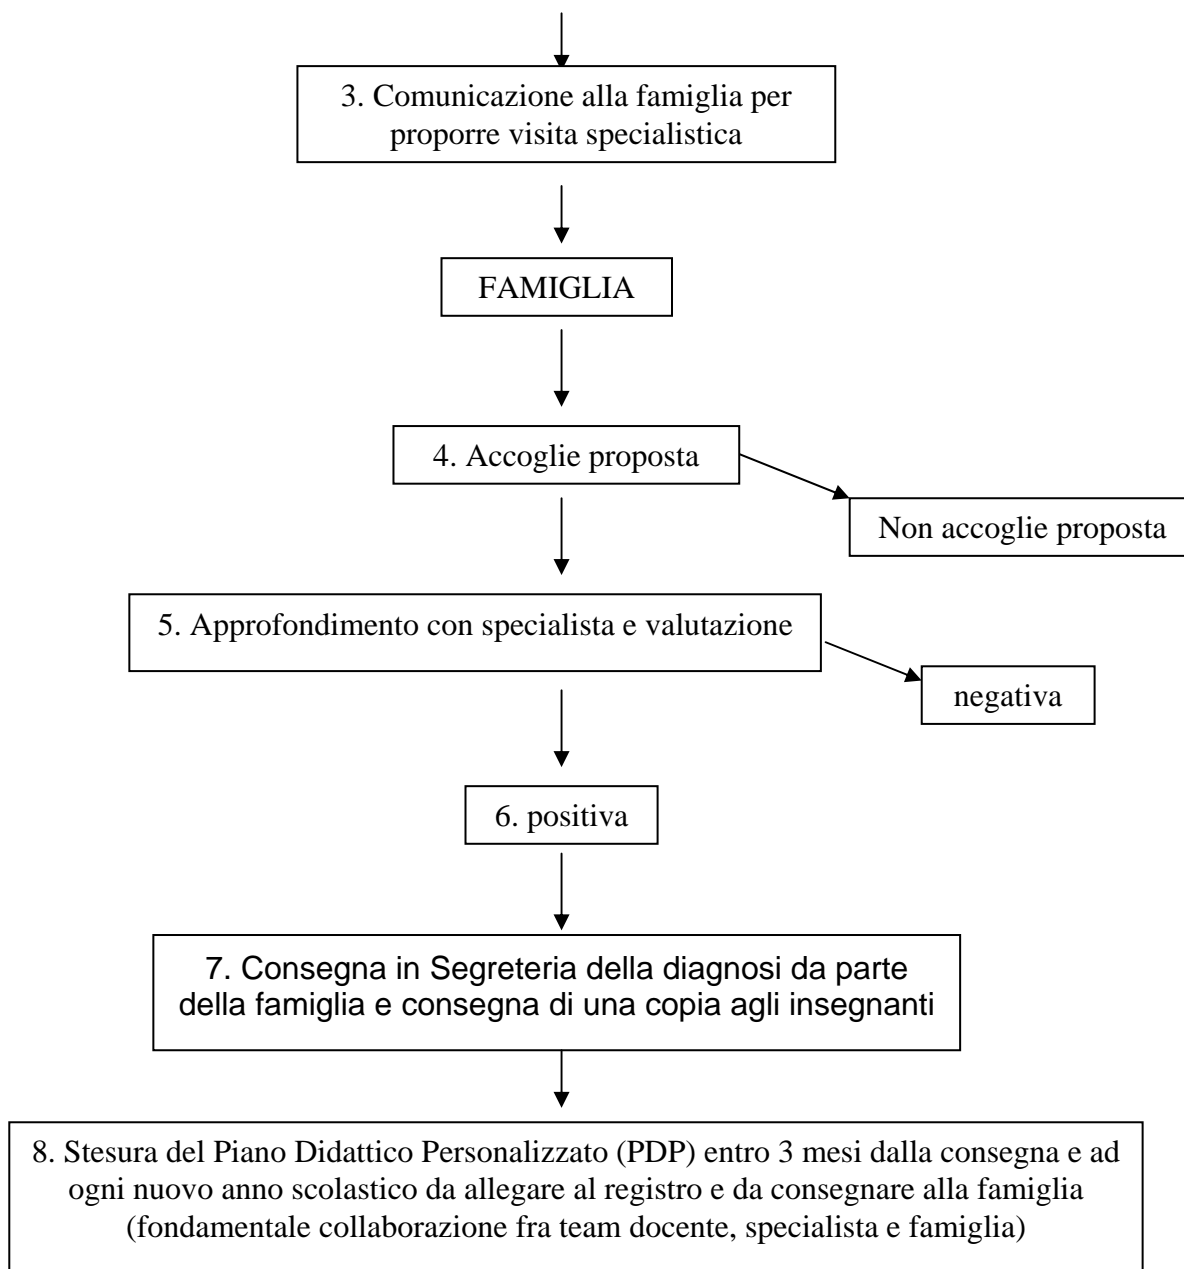 3. Comunicazione alla famiglia per
proporre visita specialistica
FAMIGLIA
4. Accoglie proposta
Non accoglie proposta
5. Approfondimento con specialista e valutazione
negativa
6. positiva
7. Consegna in Segreteria della diagnosi da parte
della famiglia e consegna di una copia agli insegnanti
8. Stesura del Piano Didattico Personalizzato (PDP) entro 3 mesi dalla consegna e ad
ogni nuovo anno scolastico da allegare al registro e da consegnare alla famiglia
(fondamentale collaborazione fra team docente, specialista e famiglia)